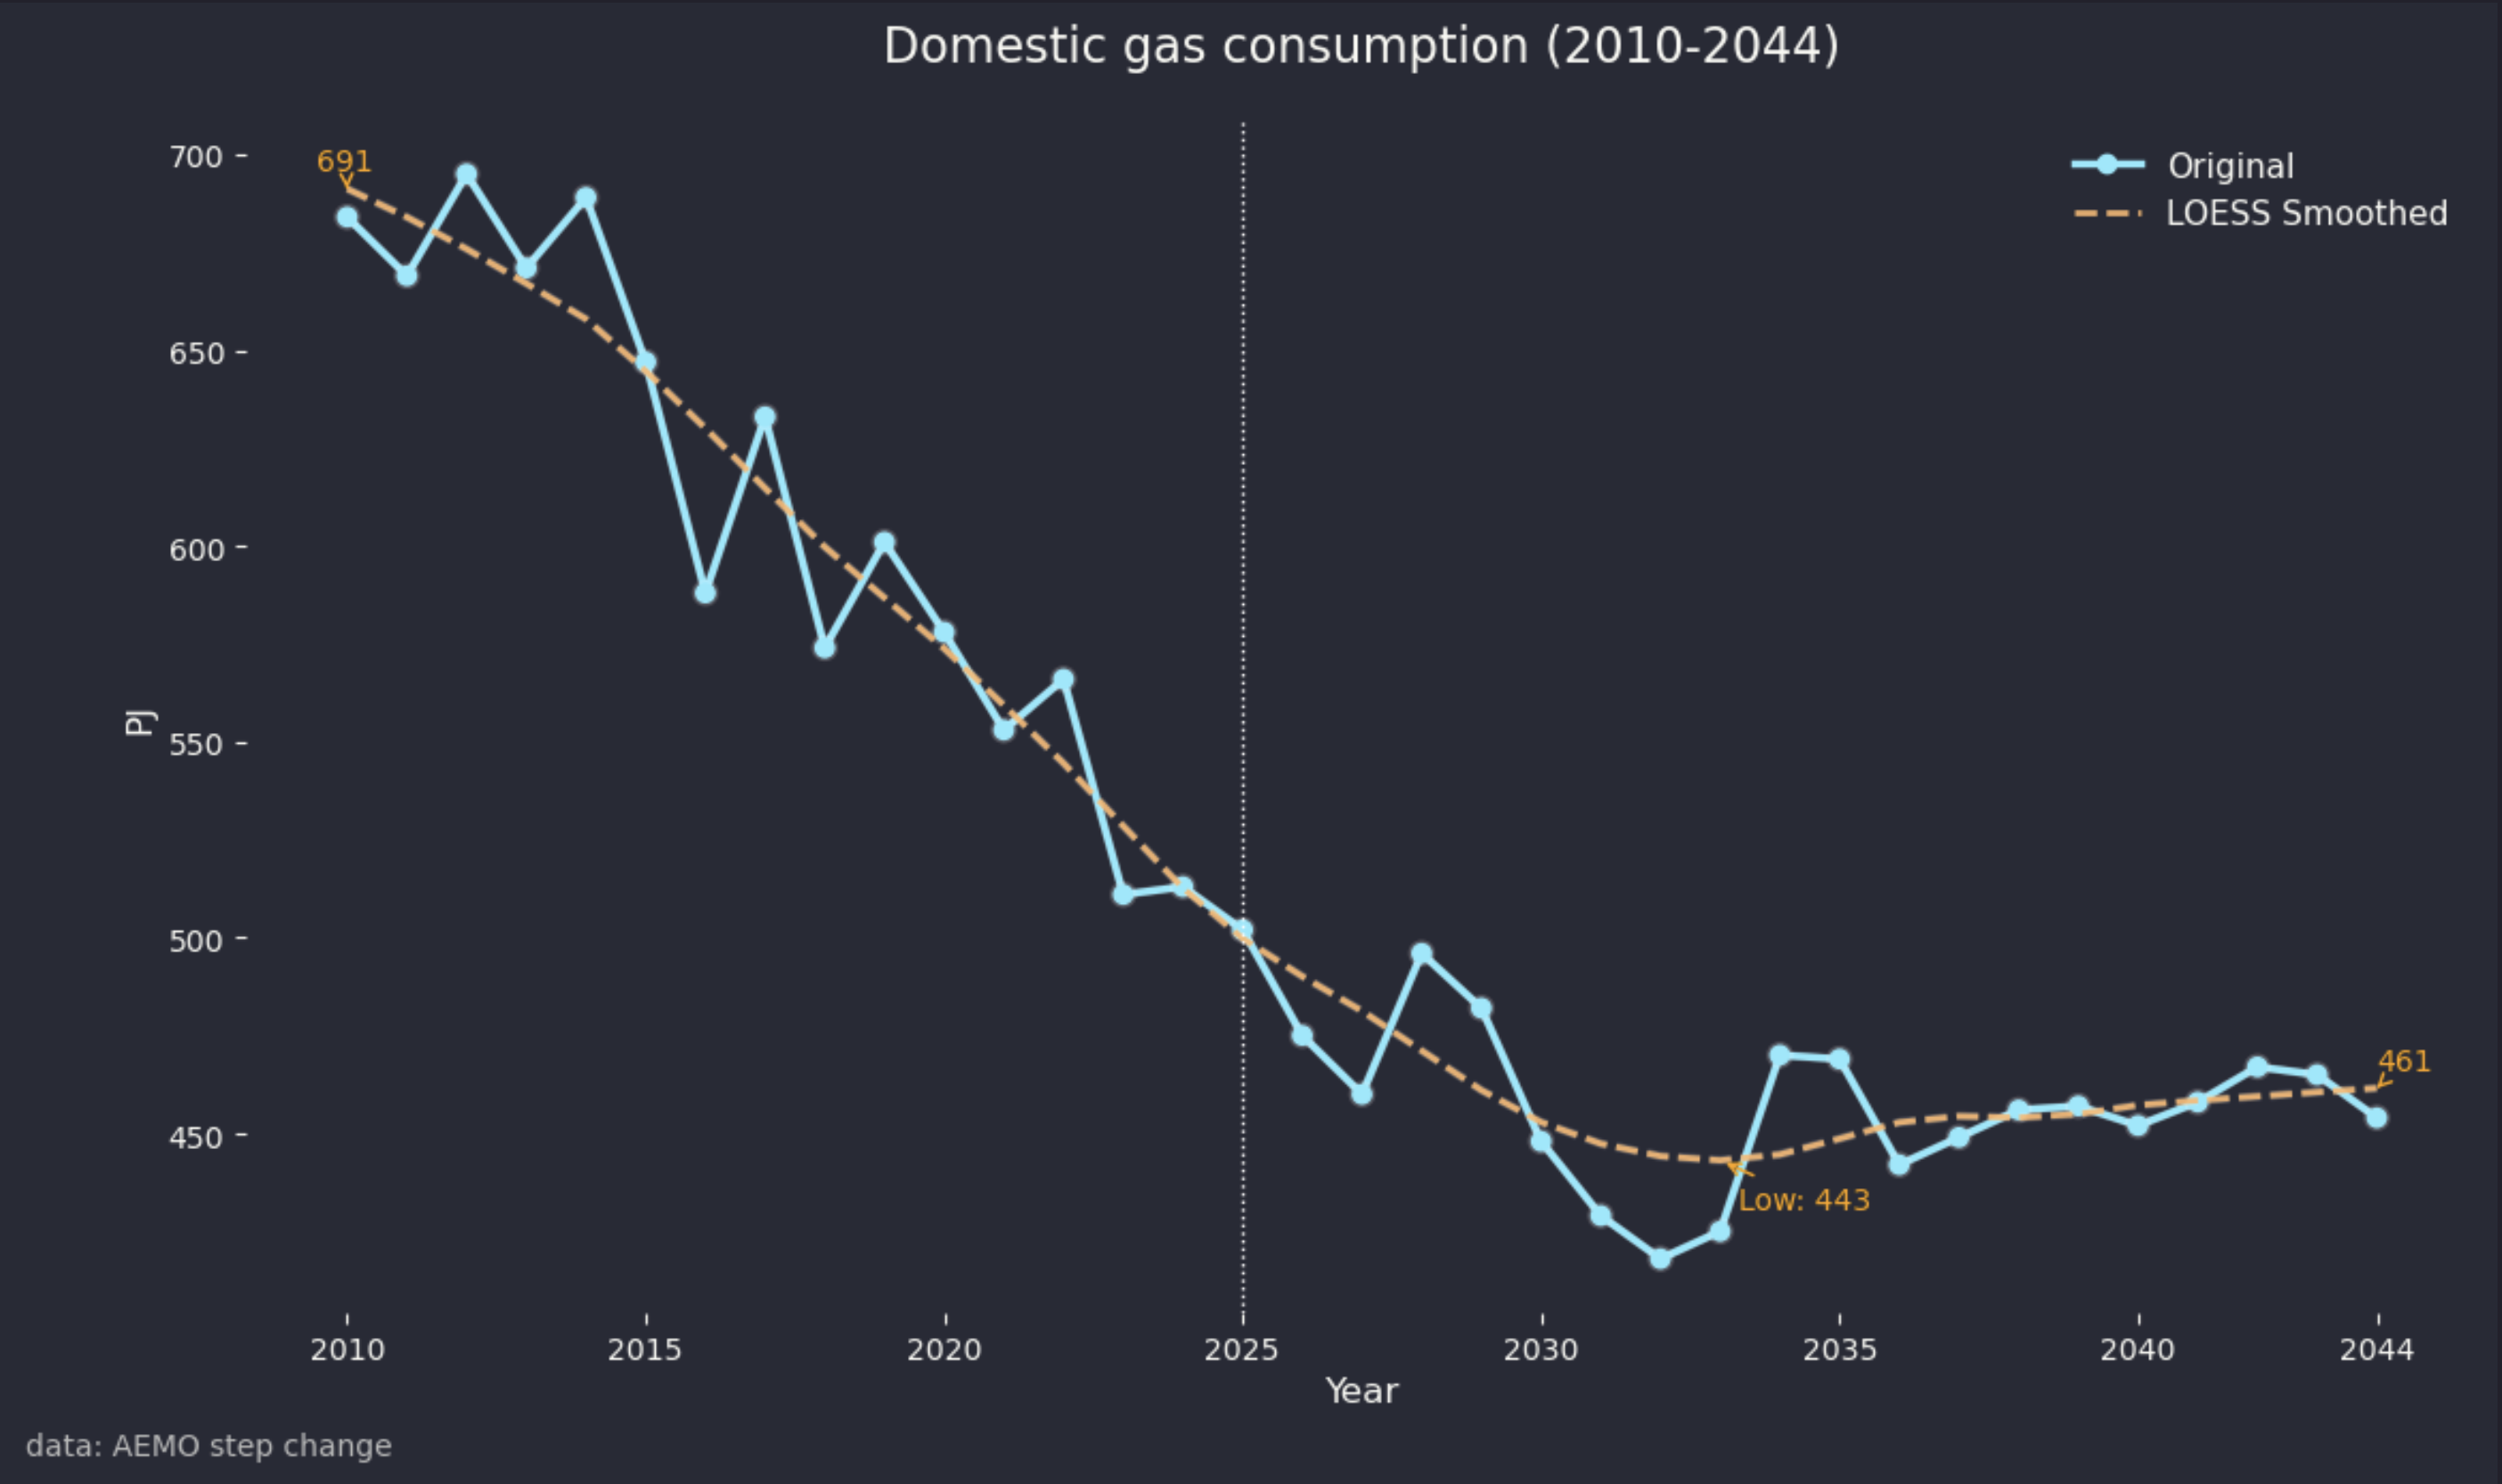 Domestic gas consumption (2010-2044)
700
691
Original
LOESS Smoothed
650
600
PJ
550
500
461
450
Low: 443
2010 2015 2020 2025 2030 2035 2040 2044
Year
data: AEMO step change